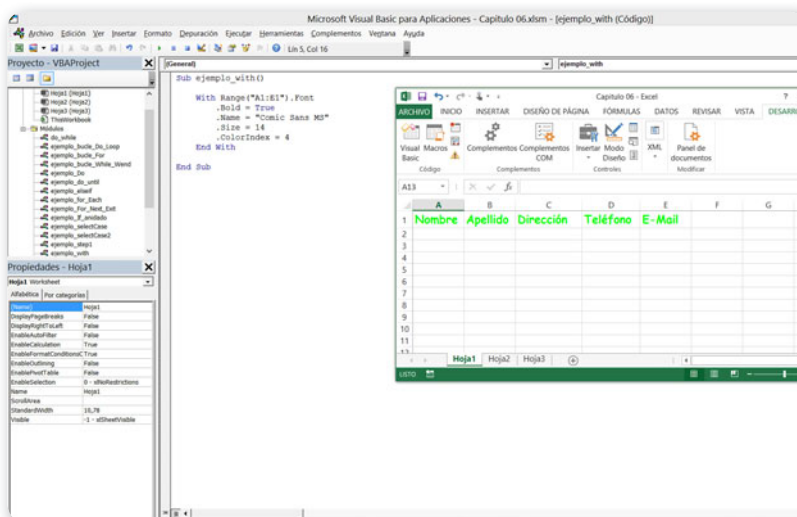 Microsoft Visual Basic para Aplicaciones - Capitulo 06.xlsm - [ejemplo_with (Código)]
Archivo Edición Ver Insertar Formato Depuración Ejecutar Herramientas Complementos Ventana Ayuda
Lín 5, Col 16
Proyecto - VBAProject
Hoja1 (Hoja1)
Hoja2 (Hoja2)
Hoja3 (Hoja3)
ThisWorkbook
Módulos
do_while
ejemplo_bucle_Do_Loop
ejemplo_bucle_For
ejemplo_bucle_While_Wend
ejemplo_Do
ejemplo_do_until
ejemplo_elseif
ejemplo_for_Each
ejemplo_For_Next_Exit
ejemplo_if_anidado
ejemplo_selectCase
ejemplo_selectCase2
ejemplo_step1
ejemplo_with
Propiedades - Hoja1
Hoja1 Worksheet
Alfabética Por categorías
(Name) Hoja1
DisplayPageBreaks False
DisplayRightToLeft False
EnableAutoFilter False
EnableCalculation True
EnableFormatConditionsC True
EnableOutlining False
EnablePivotTable False
EnableSelection 0 - xlNoRestrictions
Name Hoja1
ScrollArea
StandardWidth 10,78
Visible -1 - xlSheetVisible
(General) ejemplo_with
Sub ejemplo_with()
With Range("A1:E1").Font
.Bold = True
.Name = "Comic Sans MS"
.Size = 14
.ColorIndex = 4
End With
End Sub
Capitulo 06 - Excel ?
ARCHIVO INICIO INSERTAR DISEÑO DE PÁGINA FÓRMULAS DATOS REVISAR VISTA DESARR
Visual Basic Macros Complementos Complementos COM Insertar Modo Diseño XML Panel de documentos
Código Complementos Controles Modificar
A13 fx
A B C D E F G
1 Nombre Apellido Dirección Teléfono E-Mail
2
3
4
5
6
7
8
9
10
11
12
Hoja1 Hoja2 Hoja3
LISTO